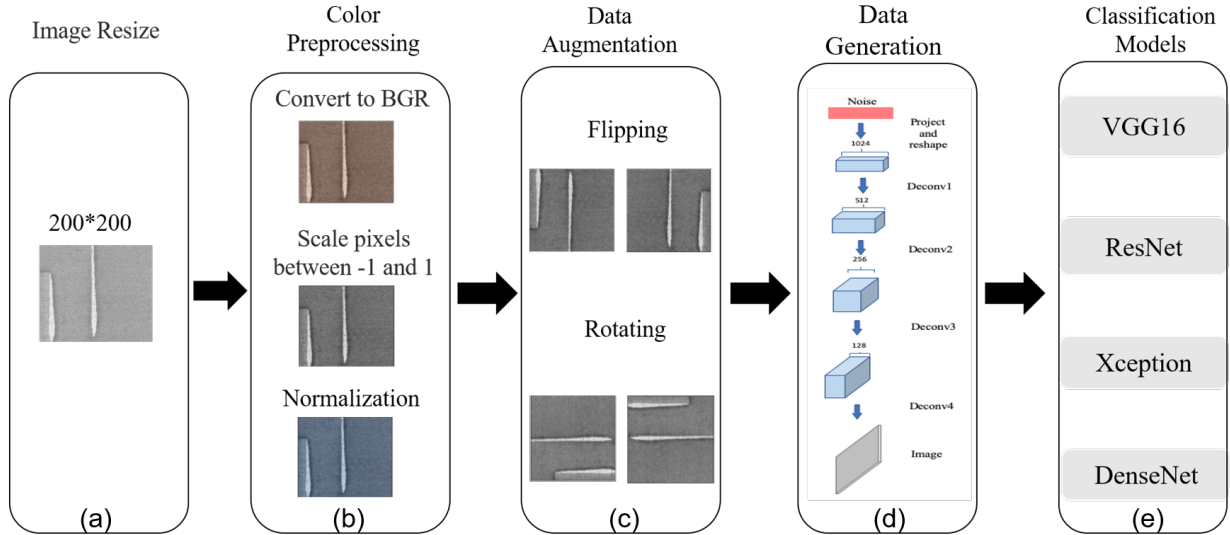 Image Resize
200*200
(a)
Color
Preprocessing
Convert to BGR
Scale pixels
between -1 and 1
Normalization
(b)
Data
Augmentation
Flipping
Rotating
(c)
Data
Generation
Noise
Project
and
reshape
1024
Deconv1
512
Deconv2
256
Deconv3
128
Deconv4
Image
(d)
Classification
Models
VGG16
ResNet
Xception
DenseNet
(e)